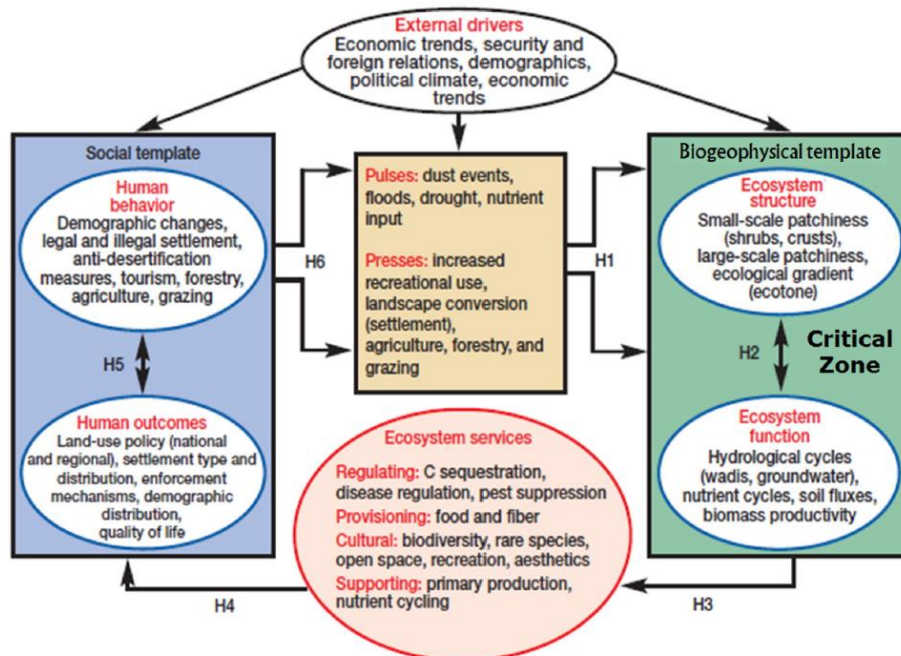 External drivers
Economic trends, security and
foreign relations, demographics,
political climate, economic
trends
Social template
Human
behavior
Demographic changes,
legal and illegal settlement,
anti-desertification
measures, tourism, forestry,
agriculture, grazing
H5
Human outcomes
Land-use policy (national
and regional), settlement type and
distribution, enforcement
mechanisms, demographic
distribution,
quality of life
H6
Pulses: dust events,
floods, drought, nutrient
input
Presses: increased
recreational use,
landscape conversion
(settlement),
agriculture, forestry, and
grazing
H1
Biogeophysical template
Ecosystem
structure
Small-scale patchiness
(shrubs, crusts),
large-scale patchiness,
ecological gradient
(ecotone)
H2
Critical
Zone
Ecosystem
function
Hydrological cycles
(wadis, groundwater),
nutrient cycles, soil fluxes,
biomass productivity
Ecosystem services
Regulating: C sequestration,
disease regulation, pest suppression
Provisioning: food and fiber
Cultural: biodiversity, rare species,
open space, recreation, aesthetics
Supporting: primary production,
nutrient cycling
H4
H3